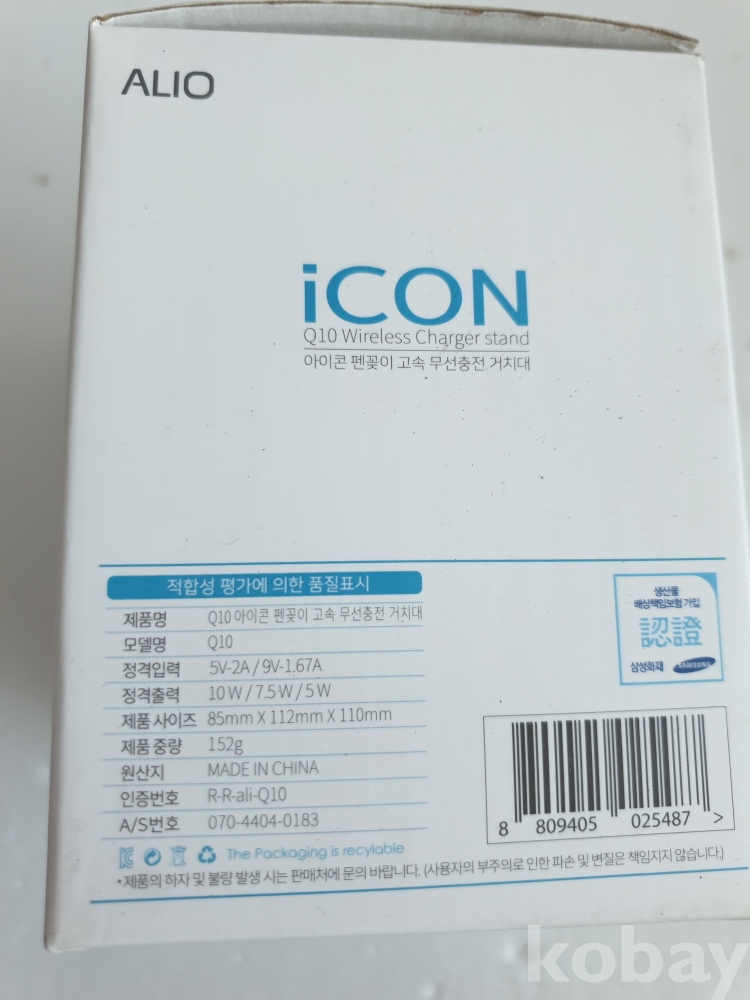 ALIO
iCON
Q10 Wireless Charger stand
아이콘 펜꽂이 고속 무선충전 거치대
적합성 평가에 의한 품질표시
제품명 Q10 아이콘 펜꽂이 고속 무선충전 거치대
모델명 Q10
정격입력 5V-2A / 9V-1.67A
정격출력 10 W / 7.5 W / 5 W
제품 사이즈 85mm X 112mm X 110mm
제품 중량 152g
원산지 MADE IN CHINA
인증번호 R-R-ali-Q10
A/S번호 070-4404-0183
The Packaging is recylable
• 제품의 하자 및 불량 발생 시는 판매처에 문의 바랍니다. (사용자의 부주의로 인한 파손 및 변질은 책임지지 않습니다.)
생산물
배상책임보험 가입
認證
삼성화재 SAMSUNG
8 809405 025487 >
kobay